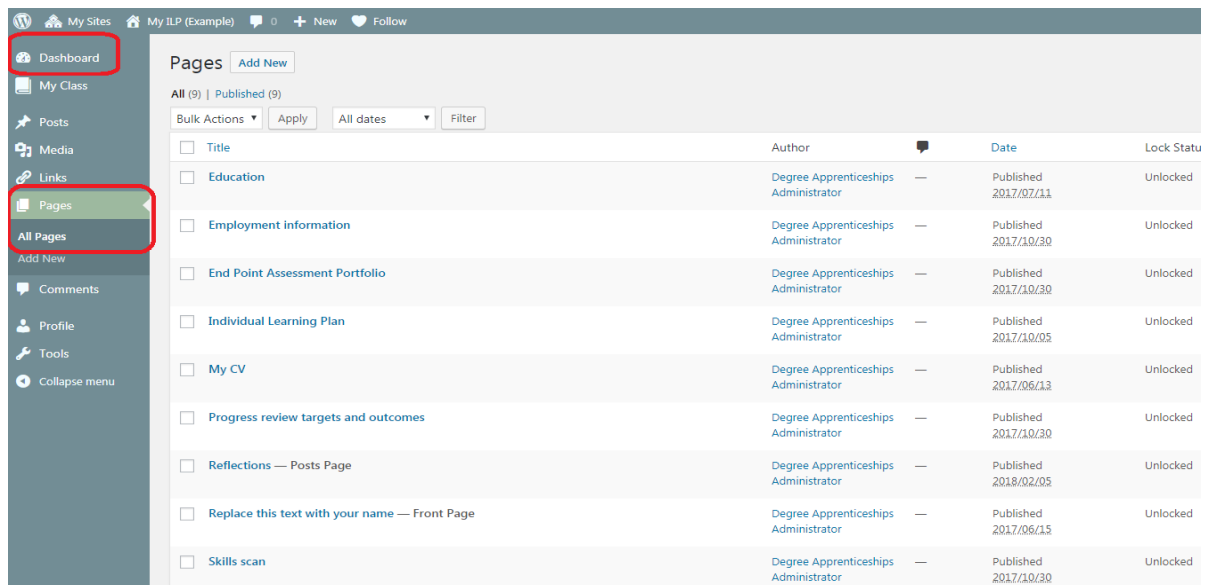 My Sites My ILP (Example) 0 New Follow
Dashboard
My Class
Posts
Media
Links
Pages
All Pages
Add New
Comments
Profile
Tools
Collapse menu
Pages Add New
All (9) | Published (9)
Bulk Actions Apply All dates Filter
Title Author Date Lock Statu
Education Degree Apprenticeships Administrator — Published 2017/07/11 Unlocked
Employment information Degree Apprenticeships Administrator — Published 2017/10/30 Unlocked
End Point Assessment Portfolio Degree Apprenticeships Administrator — Published 2017/10/30 Unlocked
Individual Learning Plan Degree Apprenticeships Administrator — Published 2017/10/05 Unlocked
My CV Degree Apprenticeships Administrator — Published 2017/06/13 Unlocked
Progress review targets and outcomes Degree Apprenticeships Administrator — Published 2017/10/30 Unlocked
Reflections — Posts Page Degree Apprenticeships Administrator — Published 2018/02/05 Unlocked
Replace this text with your name — Front Page Degree Apprenticeships Administrator — Published 2017/06/15 Unlocked
Skills scan Degree Apprenticeships Administrator — Published 2017/10/30 Unlocked